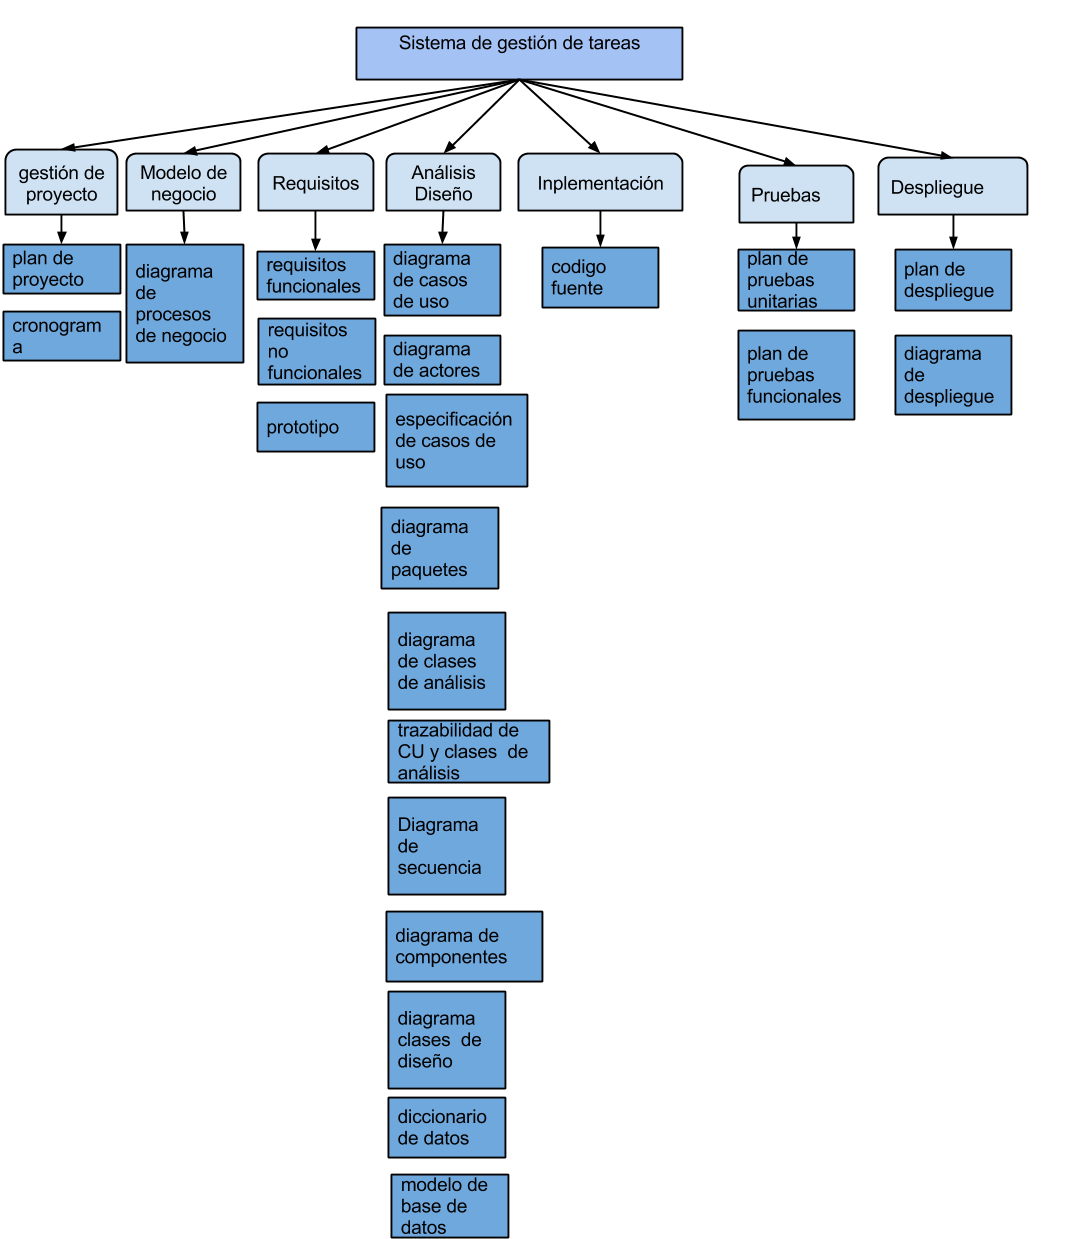 Sistema de gestión de tareas
gestión de
proyecto
Modelo de
negocio
Requisitos
Análisis
Diseño
Inplementación
Pruebas
Despliegue
plan de
proyecto
cronogram
a
diagrama
de
procesos
de negocio
requisitos
funcionales
requisitos
no
funcionales
prototipo
diagrama
de casos
de uso
diagrama
de actores
especificación
de casos de
uso
diagrama
de
paquetes
diagrama
de clases
de análisis
trazabilidad de
CU y clases  de
análisis
Diagrama
de
secuencia
diagrama de
componentes
diagrama
clases  de
diseño
diccionario
de datos
modelo de
base de
datos
codigo
fuente
plan de
pruebas
unitarias
plan de
pruebas
funcionales
plan de
despliegue
diagrama
de
despliegue